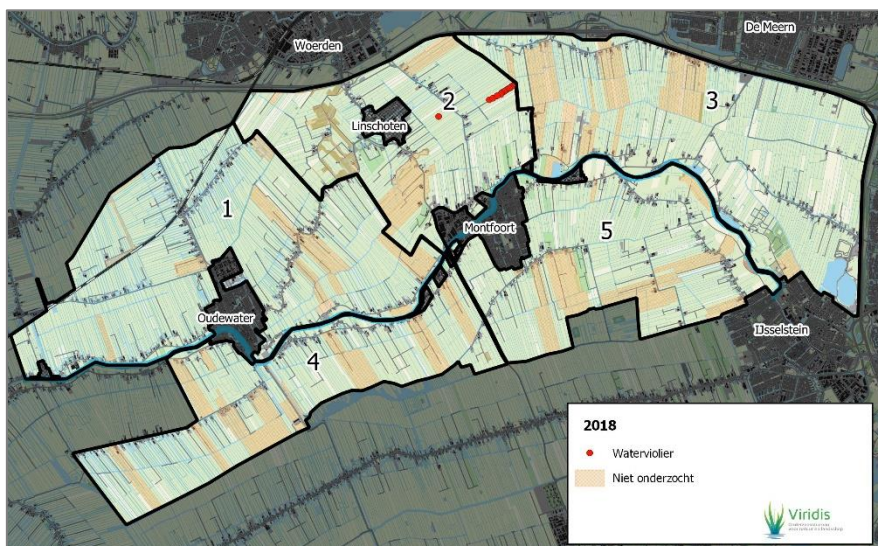 De Meern
Woerden
2
3
Linschoten
1
Montfoort
5
Oudewater
IJsselstein
4
2018
Waterviolier
Niet onderzocht
Viridis